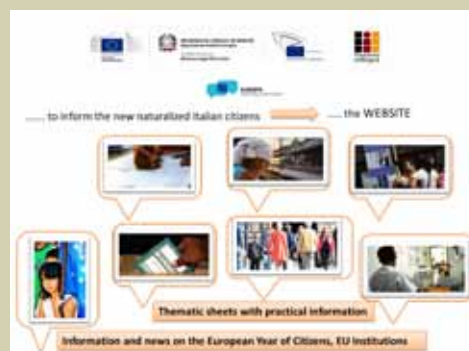 EUROPA
...... to inform the new naturalized Italian citizens
.... the WEBSITE
Thematic sheets with practical information
Information and news on the European Year of Citizens, EU Institutions